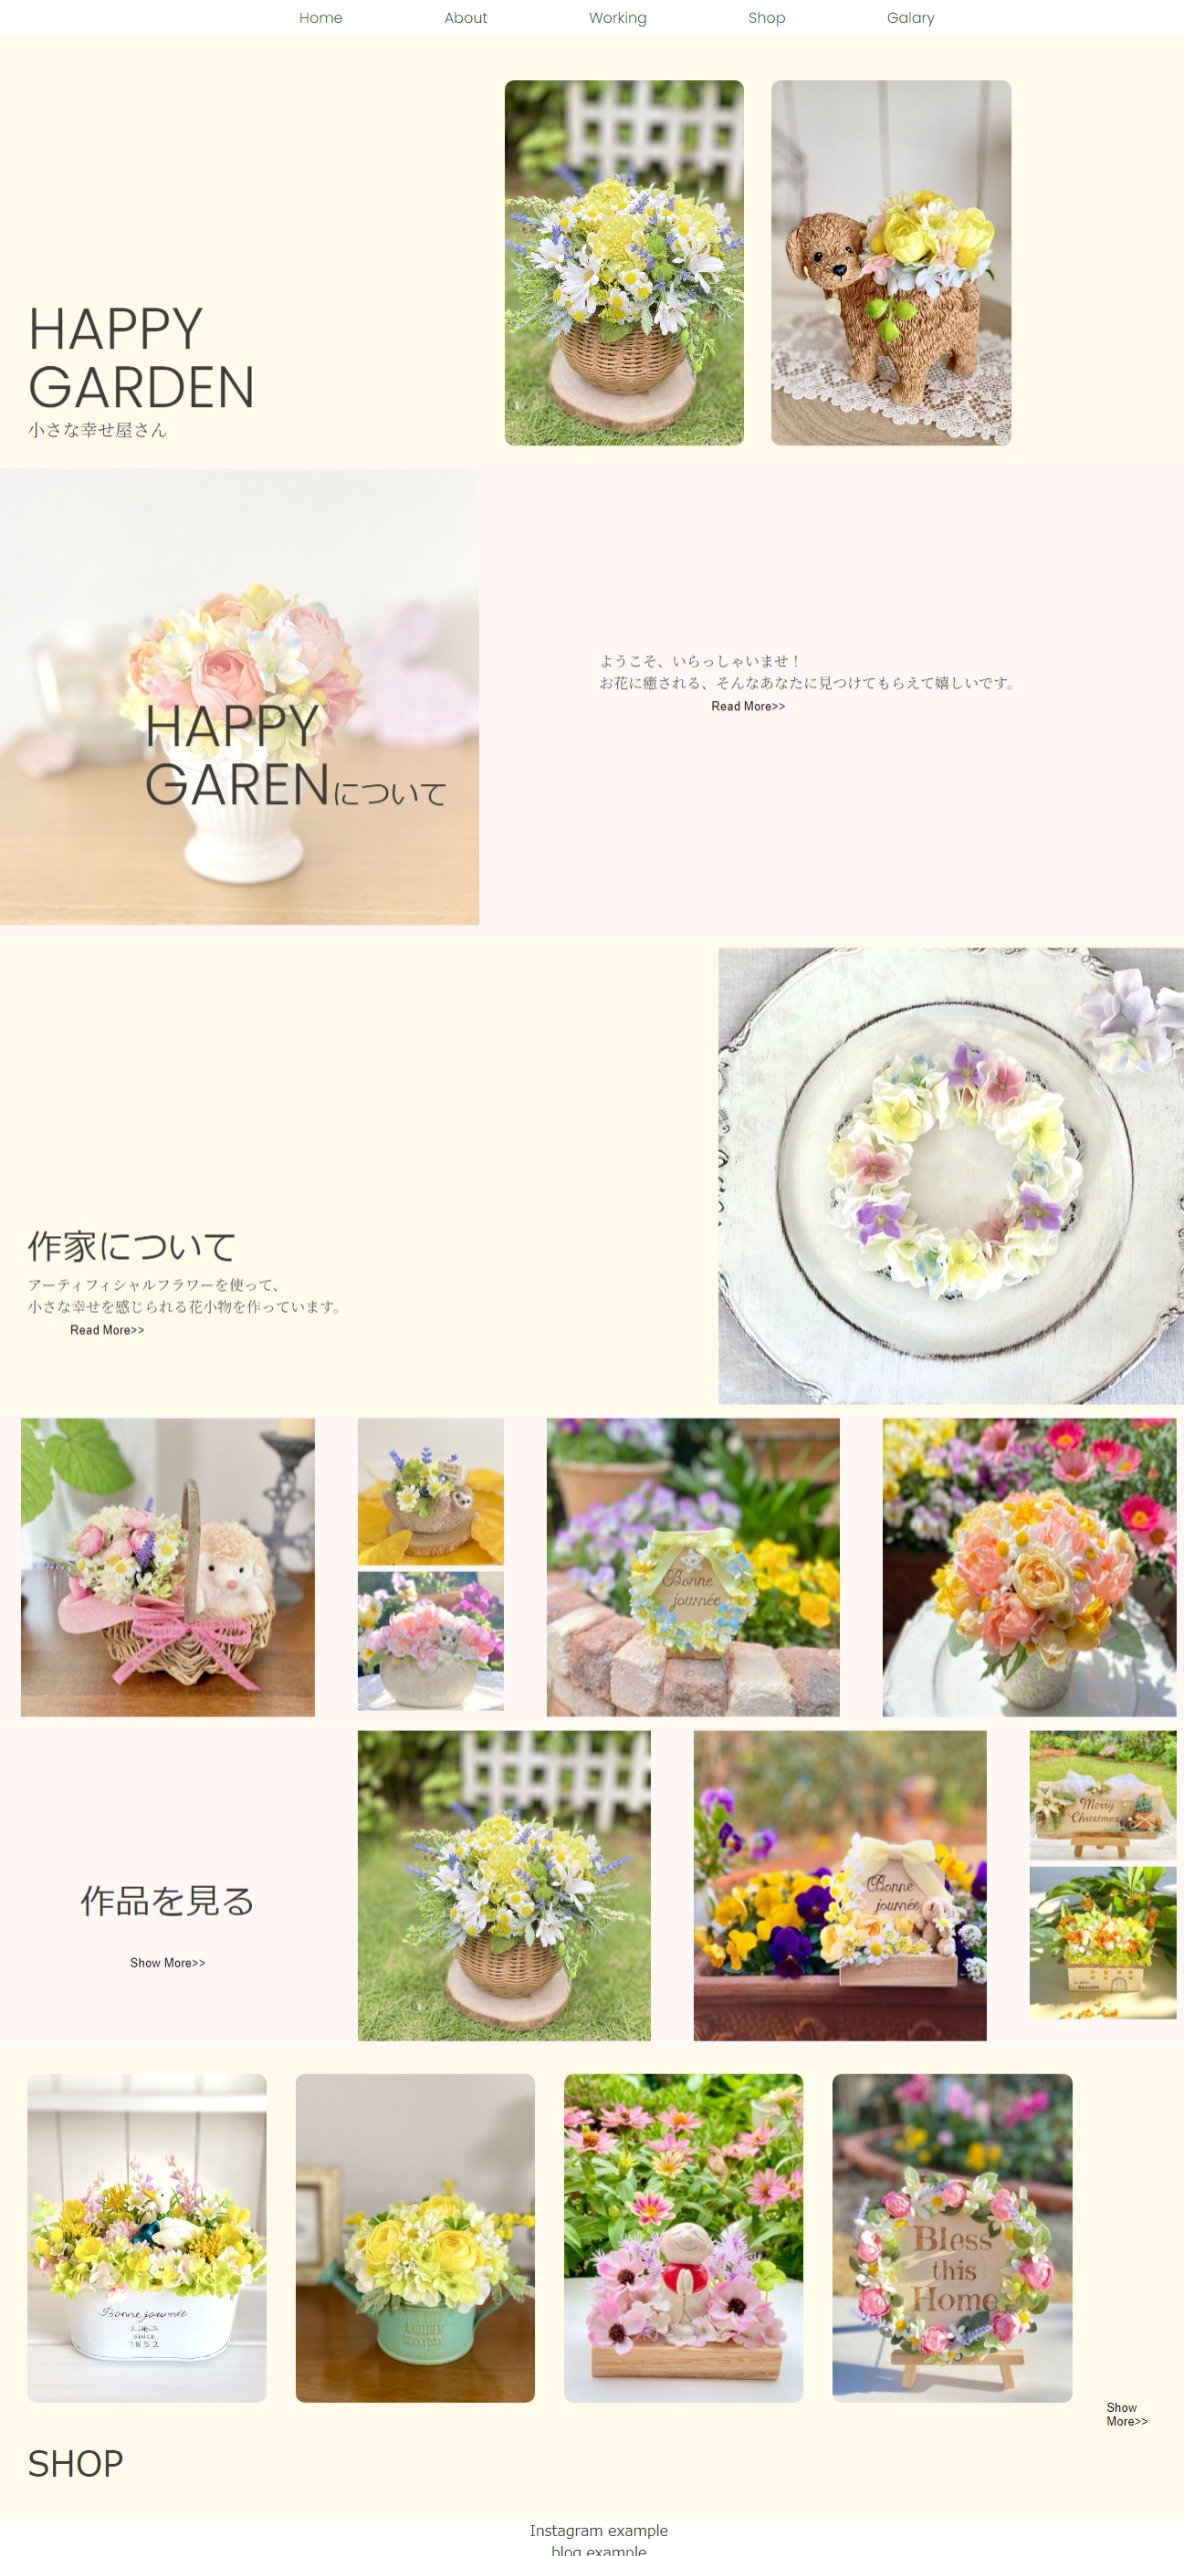 Home About Working Shop Galary
HAPPY
GARDEN
小さな幸せ屋さん
HAPPY
GARENについて
ようこそ、いらっしゃいませ！
お花に癒される、そんなあなたに見つけてもらえて嬉しいです。
Read More>>
作家について
アーティフィシャルフラワーを使って、
小さな幸せを感じられる花小物を作っています。
Read More>>
Bonne
journée
作品を見る
Show More>>
Bonne
journée
Merry
Christmas
Bonne journée
SINCE
1852
ANOTHER
Bless
this
Home
Show
More>>
SHOP
Instagram example
blog example